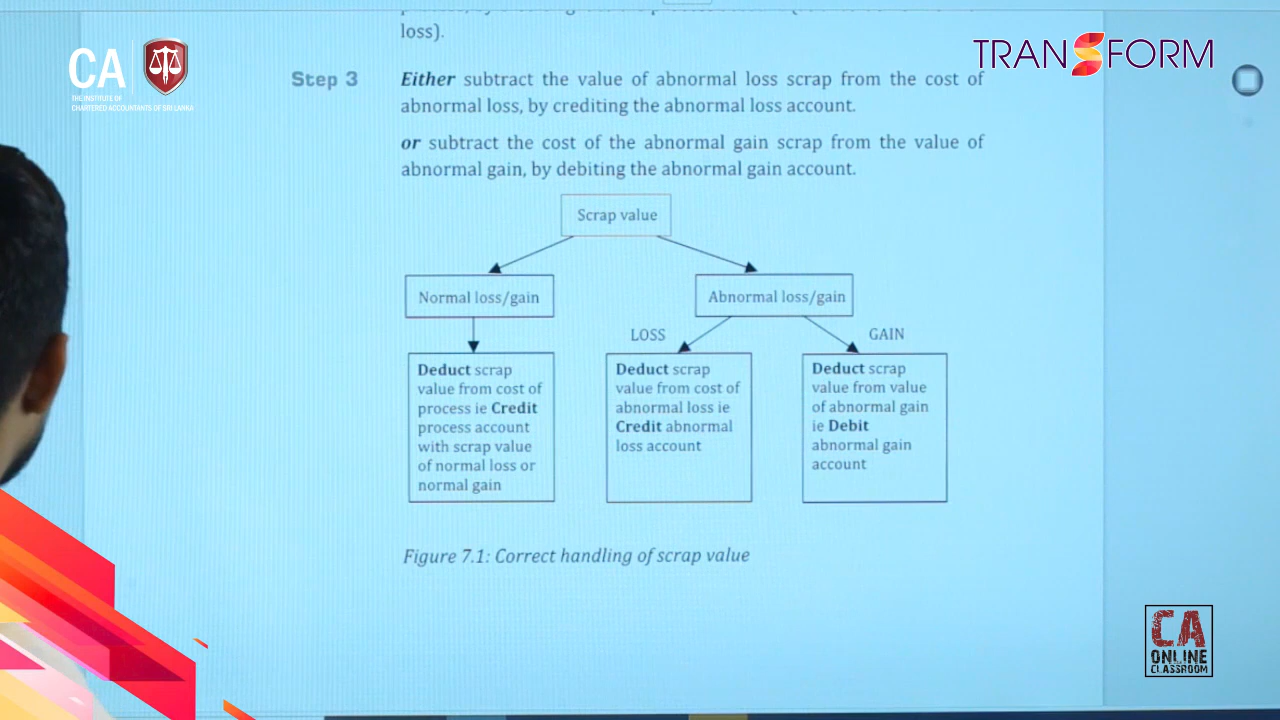 loss).
CA
THE INSTITUTE OF
CHARTERED ACCOUNTANTS OF SRI LANKA
TRANSFORM
Step 3
Either subtract the value of abnormal loss scrap from the cost of
abnormal loss, by crediting the abnormal loss account.
or subtract the cost of the abnormal gain scrap from the value of
abnormal gain, by debiting the abnormal gain account.
Scrap value
Normal loss/gain
Abnormal loss/gain
LOSS
GAIN
Deduct scrap
value from cost of
process ie Credit
process account
with scrap value
of normal loss or
normal gain
Deduct scrap
value from cost of
abnormal loss ie
Credit abnormal
loss account
Deduct scrap
value from value
of abnormal gain
ie Debit
abnormal gain
account
Figure 7.1: Correct handling of scrap value
CA
ONLINE
CLASSROOM